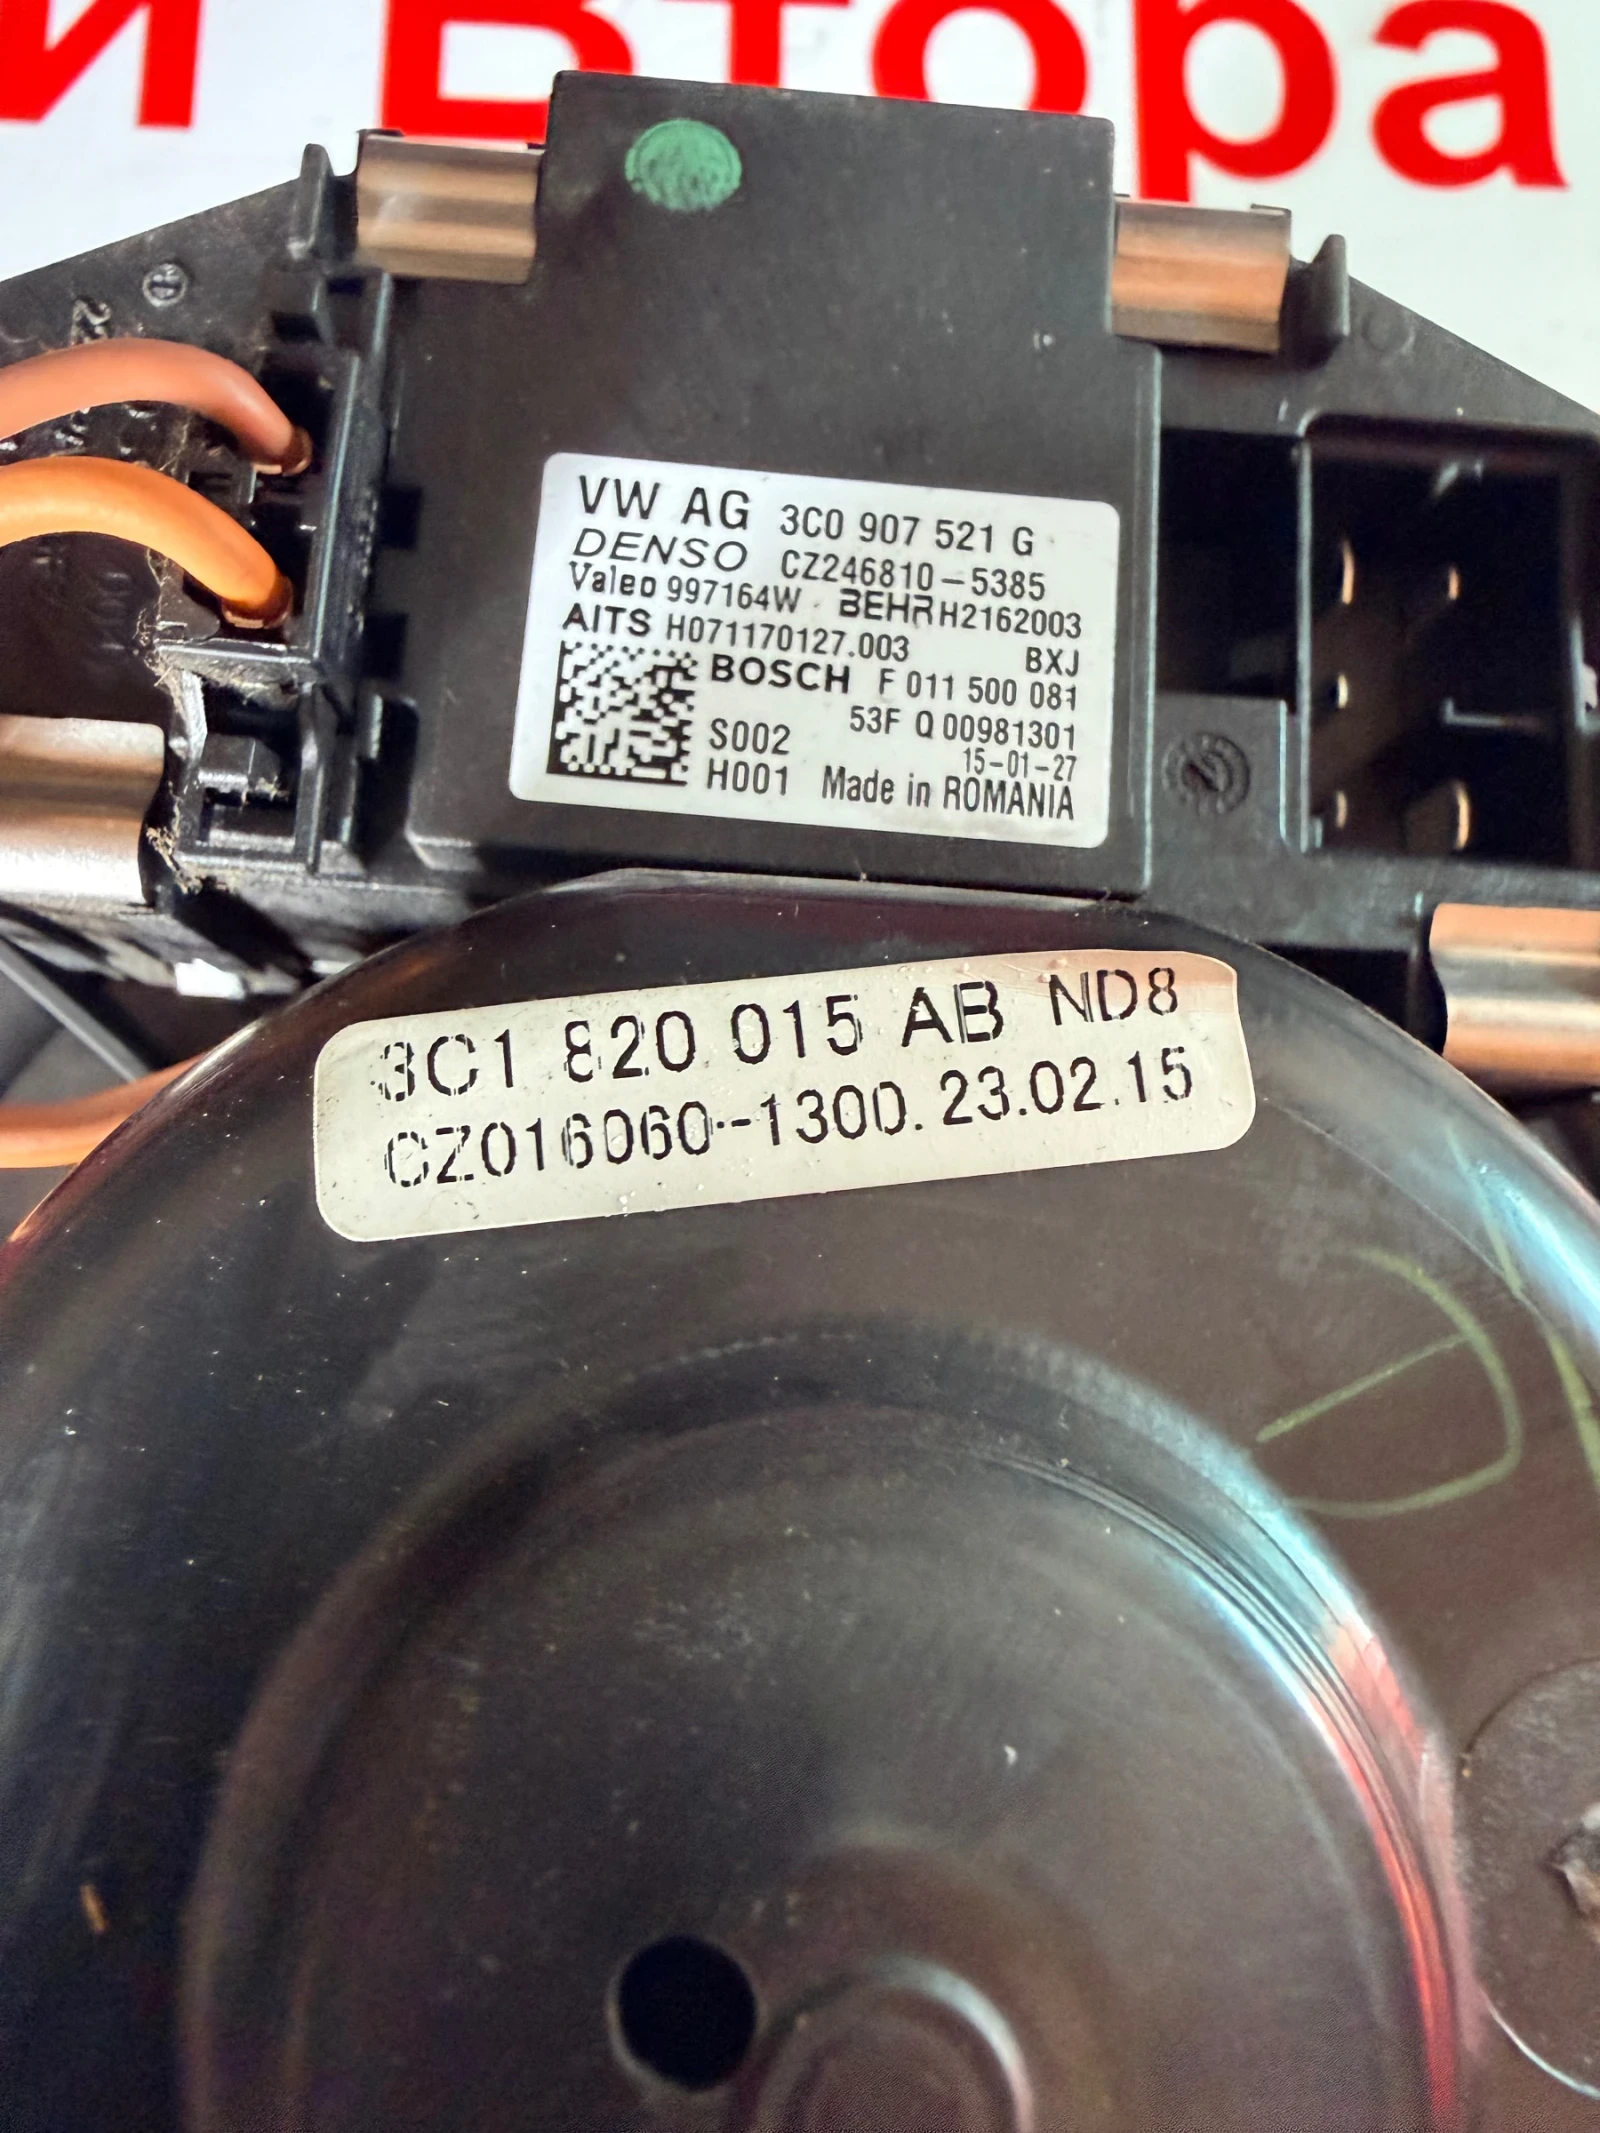 й Втора
VW AG 3C0 907 521 G
DENSO CZ246810-5385
Valeo 997164W BEHR H2162003
AITS H071170127.003 BXJ
BOSCH F 011 500 081
53F Q 00981301
S002 15-01-27
H001 Made in ROMANIA
3C1 820 015 AB ND8
CZ016060--1300. 23.02.15